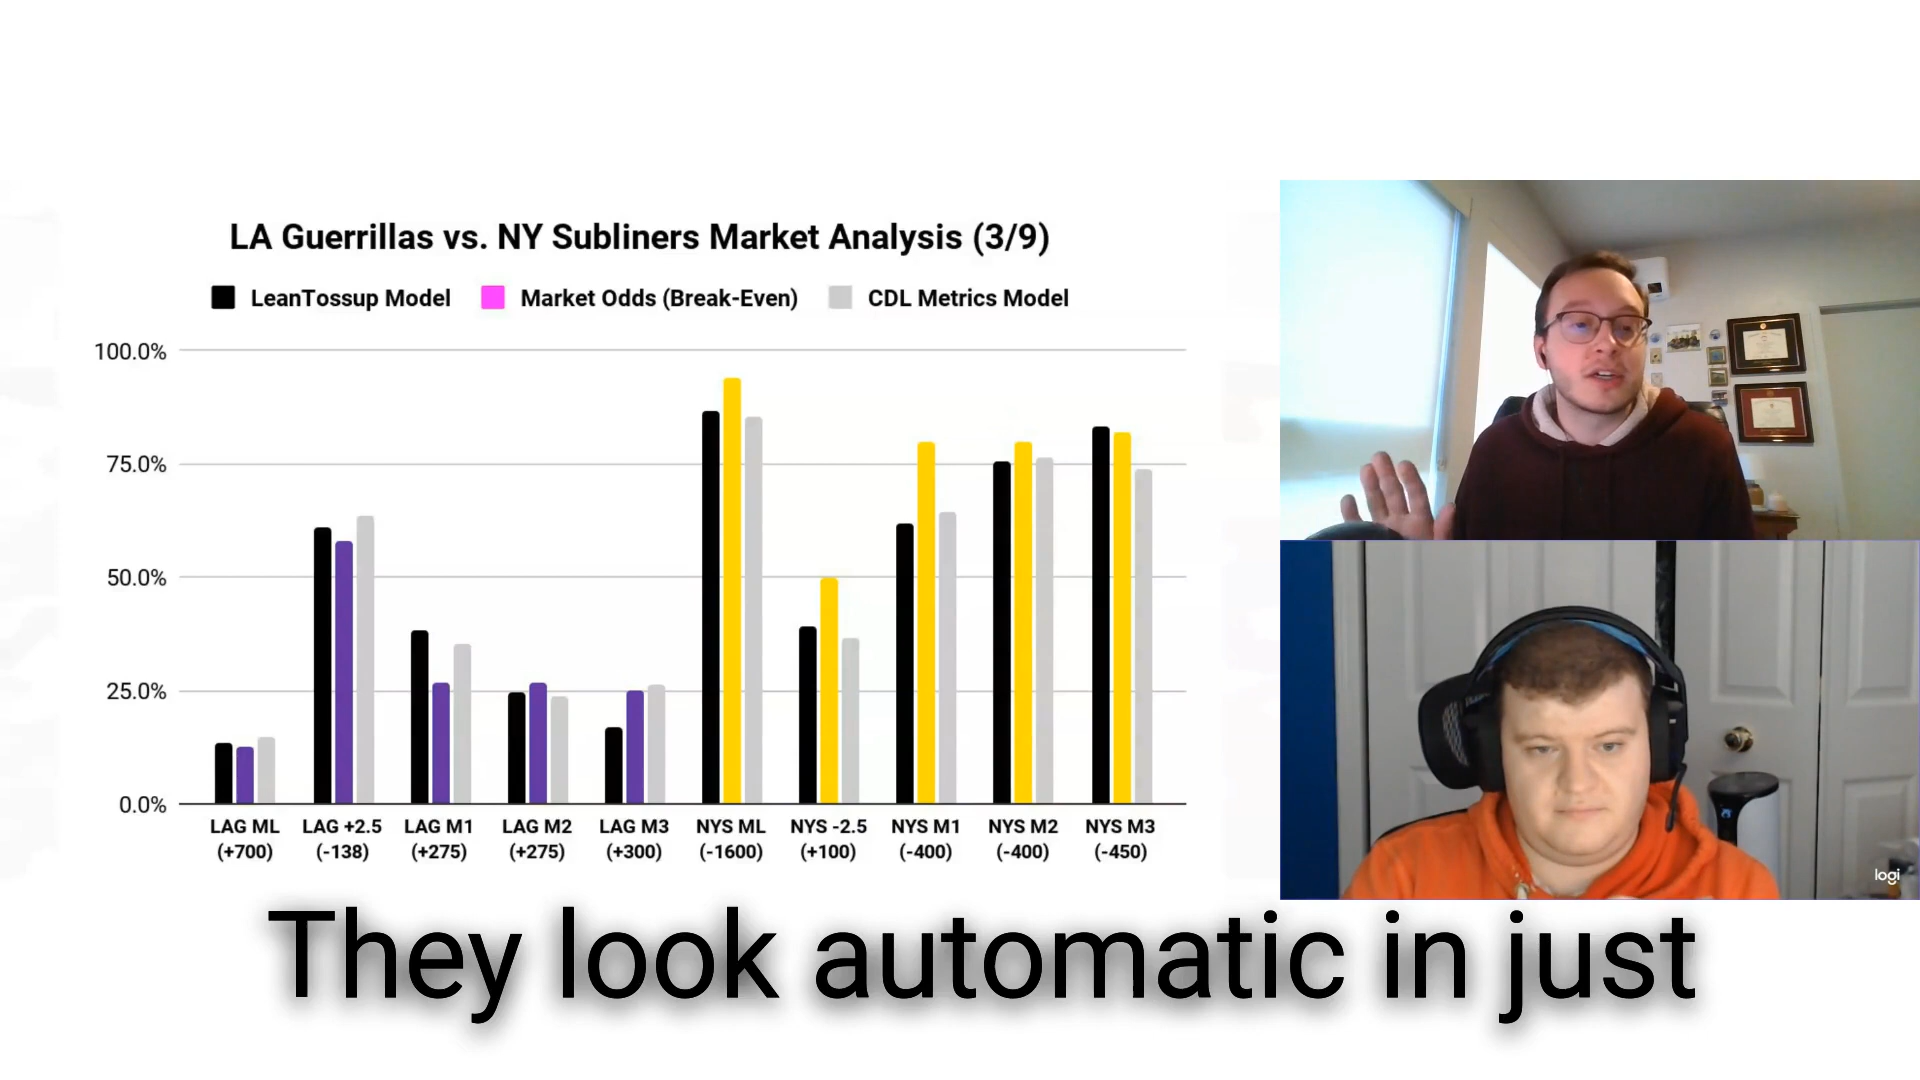 LA Guerrillas vs. NY Subliners Market Analysis (3/9)
LeanTossup Model Market Odds (Break-Even) CDL Metrics Model
100.0%
75.0%
50.0%
25.0%
0.0%
LAG ML LAG +2.5 LAG M1 LAG M2 LAG M3 NYS ML NYS -2.5 NYS M1 NYS M2 NYS M3
(+700) (-138) (+275) (+275) (+300) (-1600) (+100) (-400) (-400) (-450)
logi
They look automatic in just